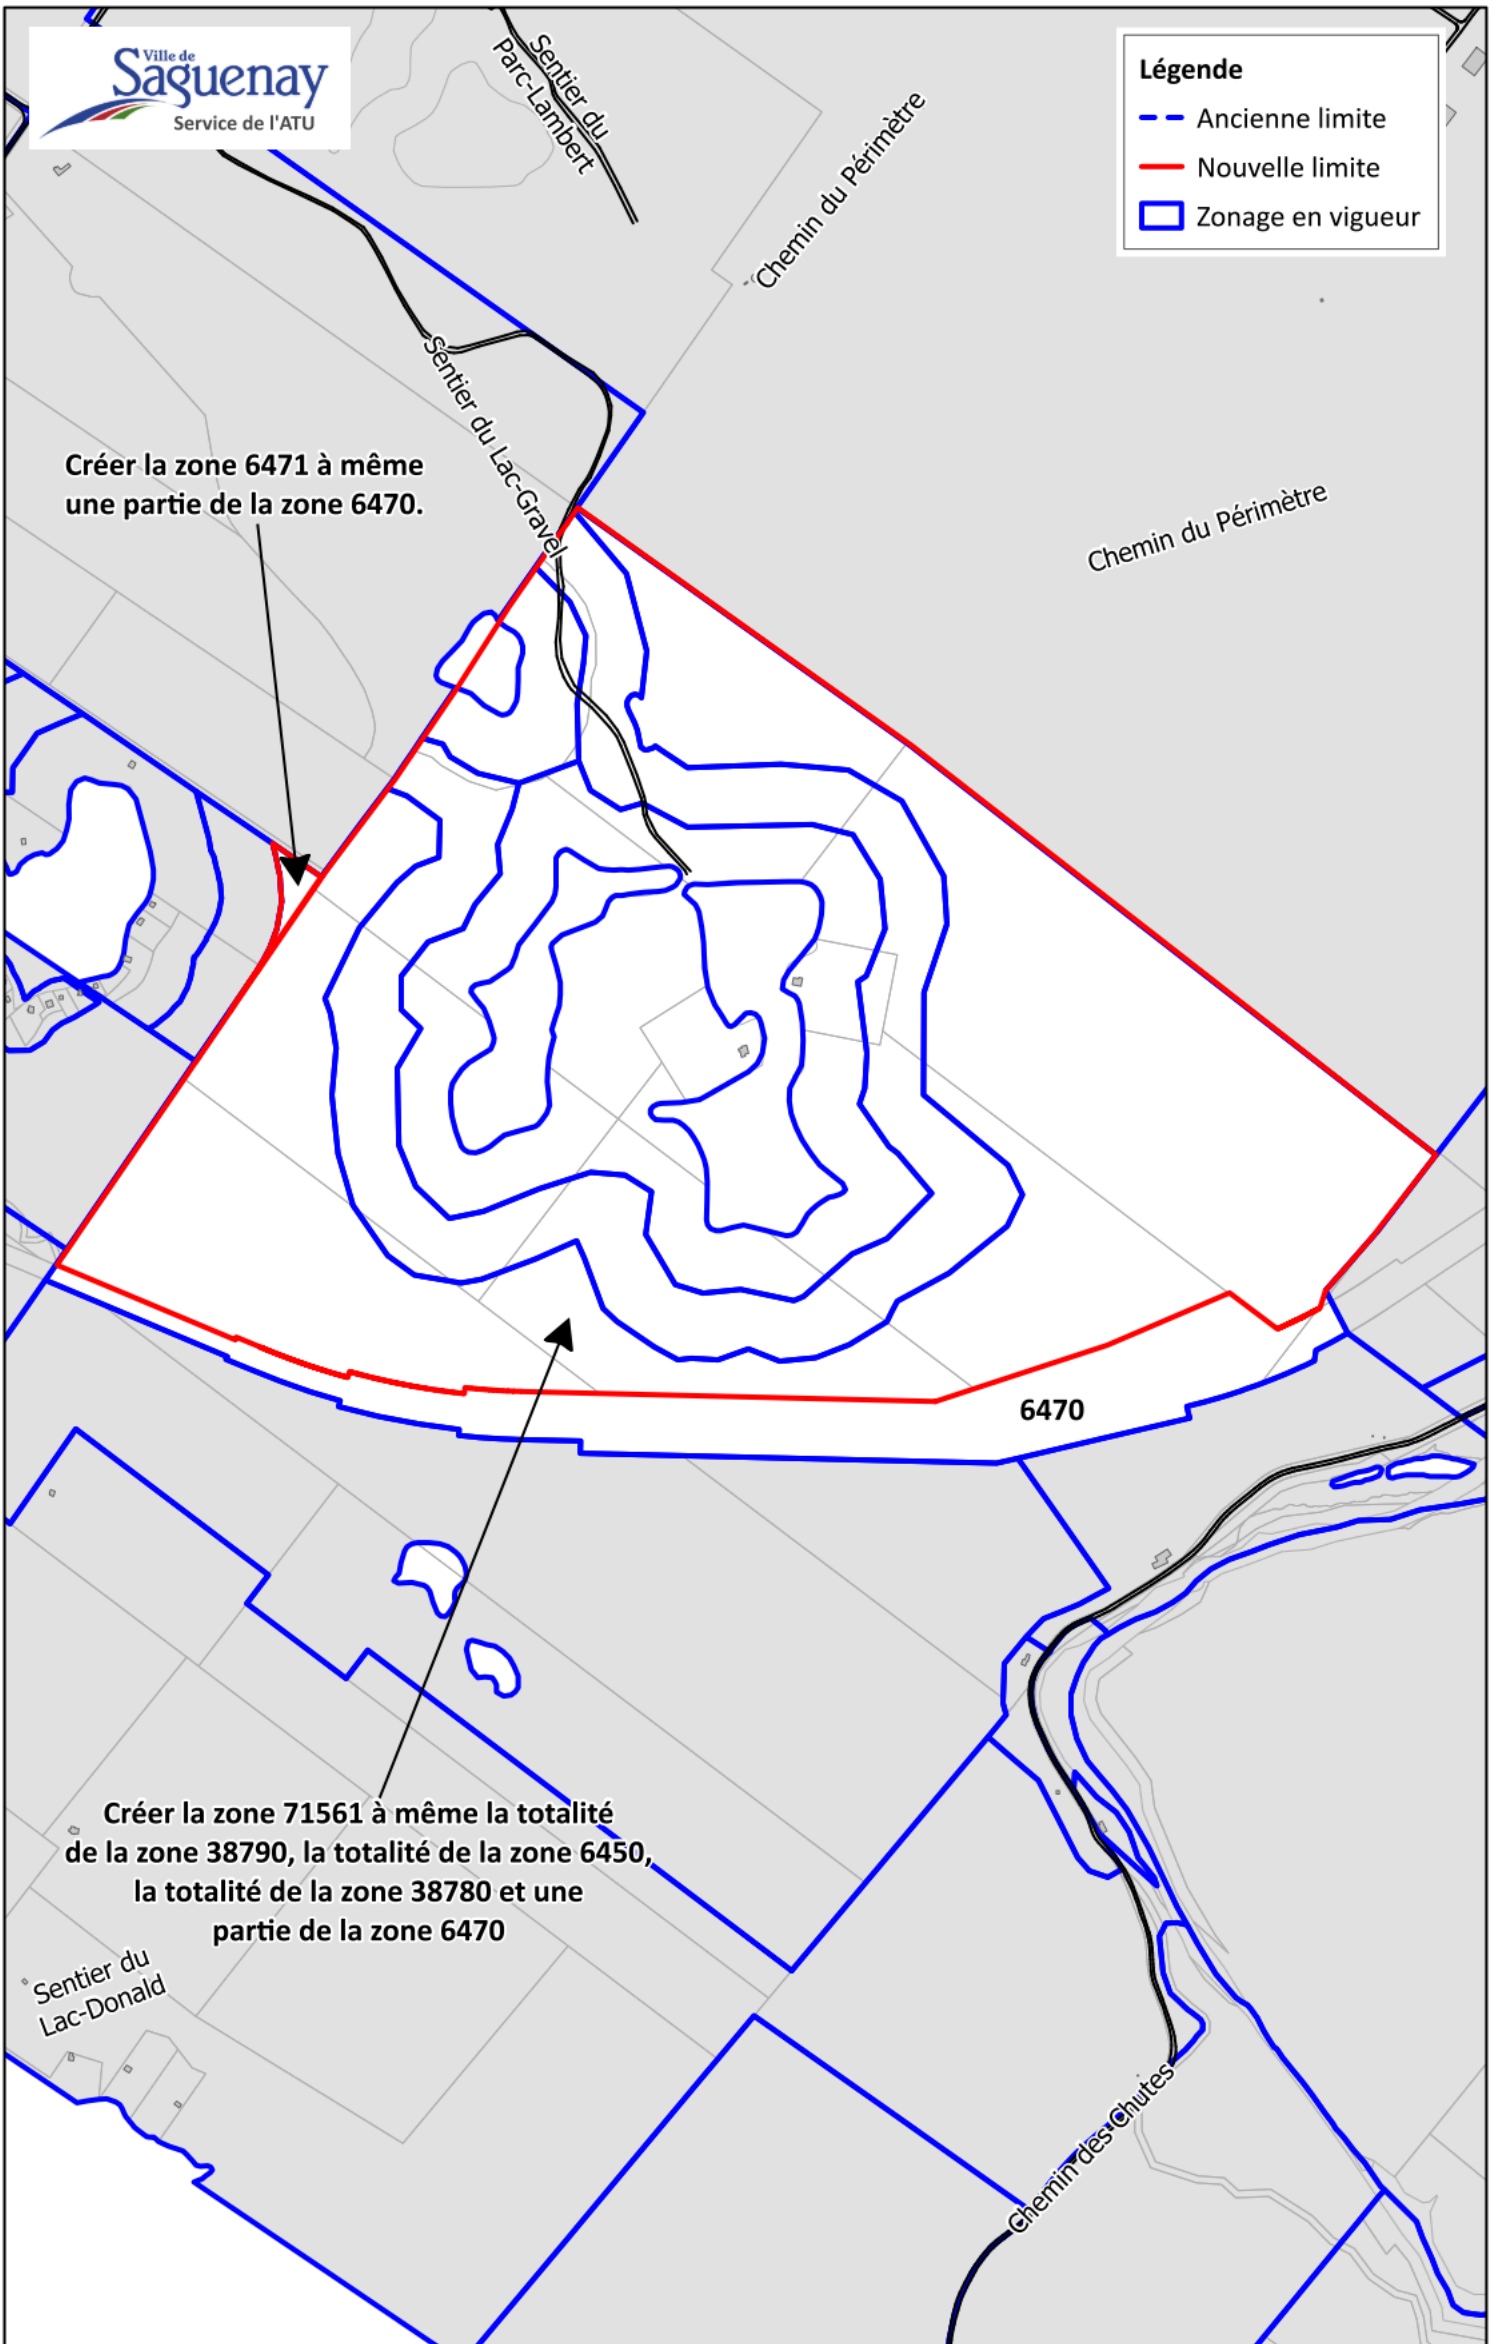 Ville de
Saguenay
Service de l'ATU
Sentier du
Parc-Lambert
Chemin du Périmètre
Légende
Ancienne limite
Nouvelle limite
Zonage en vigueur
Sentier du Lac-Gravel
Créer la zone 6471 à même
une partie de la zone 6470.
Chemin du Périmètre
6470
Créer la zone 71561 à même la totalité
de la zone 38790, la totalité de la zone 6450,
la totalité de la zone 38780 et une
partie de la zone 6470
Sentier du
Lac-Donald
Chemin des Chutes